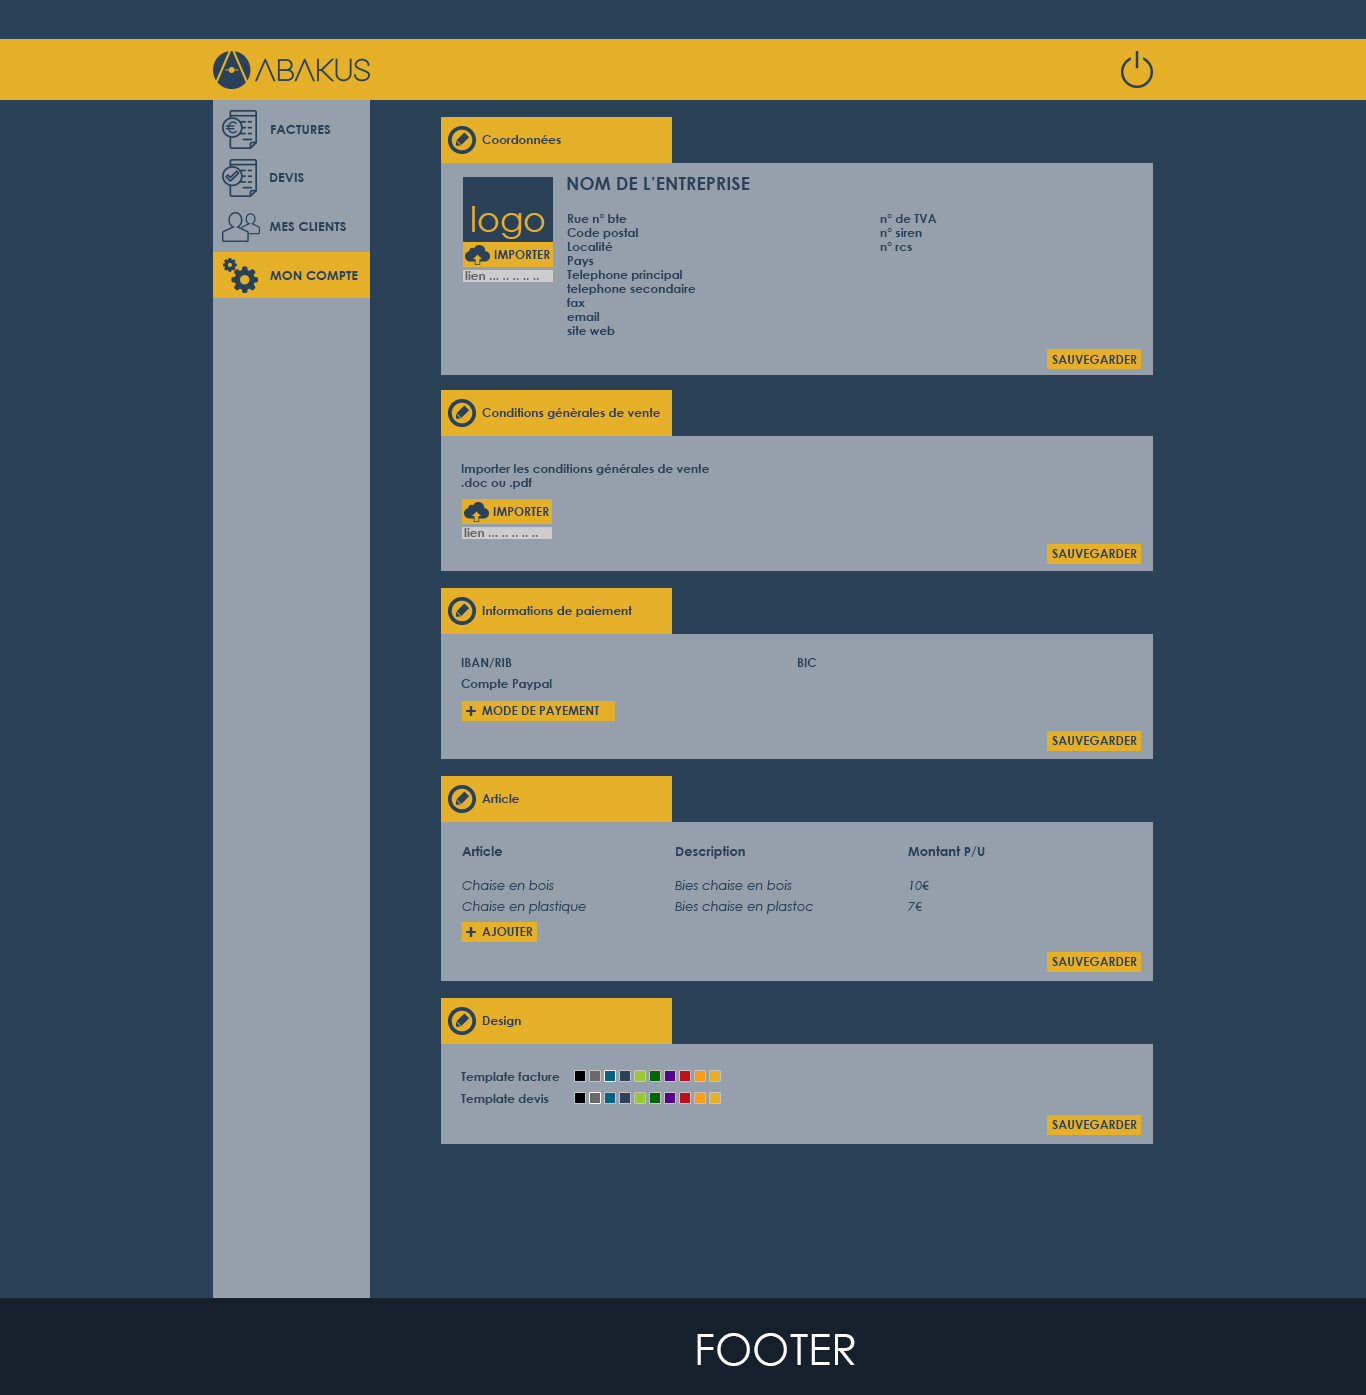 ABAKUS
FACTURES
DEVIS
MES CLIENTS
MON COMPTE
Coordonnées
logo
IMPORTER
lien ... .. .. .. ..
NOM DE L'ENTREPRISE
Rue n° bte
Code postal
Localité
Pays
Telephone principal
telephone secondaire
fax
email
site web
n° de TVA
n° siren
n° rcs
SAUVEGARDER
Conditions générales de vente
Importer les conditions générales de vente
.doc ou .pdf
IMPORTER
lien ... .. .. .. ..
SAUVEGARDER
Informations de paiement
IBAN/RIB BIC
Compte Paypal
+ MODE DE PAYEMENT
SAUVEGARDER
Article
Article Description Montant P/U
Chaise en bois Bies chaise en bois 10€
Chaise en plastique Bies chaise en plastoc 7€
+ AJOUTER
SAUVEGARDER
Design
Template facture
Template devis
SAUVEGARDER
FOOTER